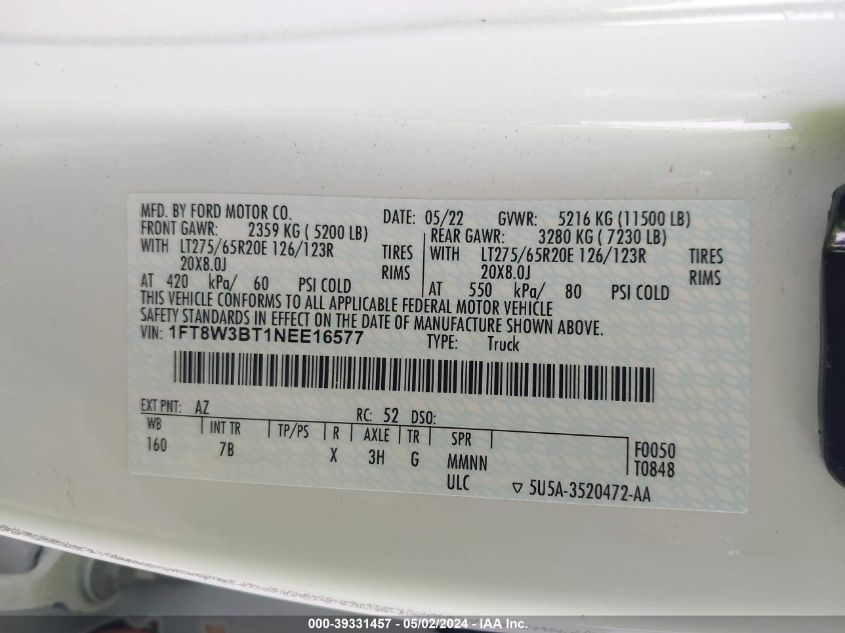 MFD. BY FORD MOTOR CO. DATE: 05/22 GVWR: 5216 KG (11500 LB)
FRONT GAWR: 2359 KG ( 5200 LB) REAR GAWR: 3280 KG ( 7230 LB)
WITH LT275/65R20E 126/123R TIRES WITH LT275/65R20E 126/123R TIRES
20X8.0J RIMS 20X8.0J RIMS
AT 420 kPa/ 60 PSI COLD AT 550 kPa/ 80 PSI COLD
THIS VEHICLE CONFORMS TO ALL APPLICABLE FEDERAL MOTOR VEHICLE
SAFETY STANDARDS IN EFFECT ON THE DATE OF MANUFACTURE SHOWN ABOVE.
VIN: 1FT8W3BT1NEE16577 TYPE: Truck
EXT PNT: AZ RC: 52 DSO:
WB INT TR TP/PS R AXLE TR SPR F0050
160 7B X 3H G MMNN T0848
ULC ▽ 5U5A-3520472-AA
000-39331457 - 05/02/2024 - IAA Inc.